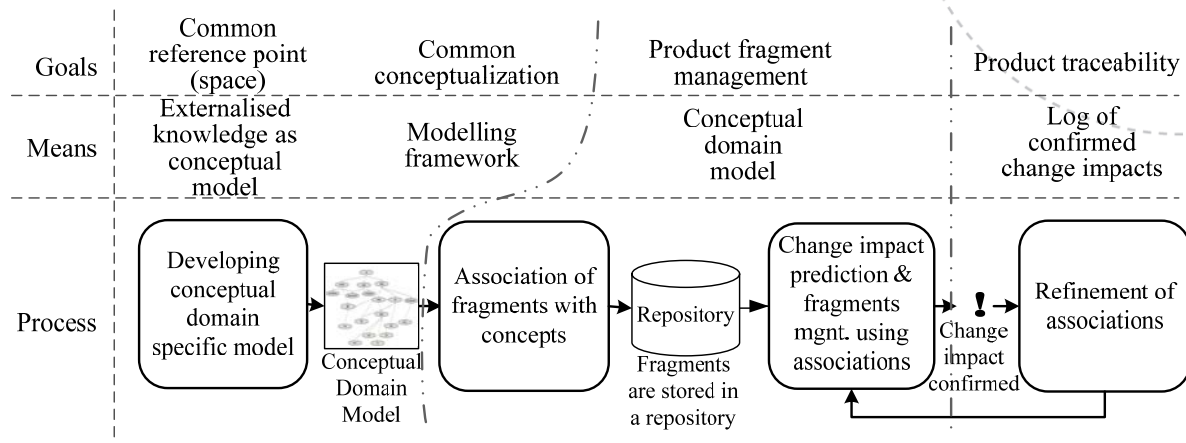 Goals
Common
reference point
(space)
Common
conceptualization
Product fragment
management
Product traceability
Means
Externalised
knowledge as
conceptual
model
Modelling
framework
Conceptual
domain
model
Log of
confirmed
change impacts
Process
Developing
conceptual
domain
specific model
Conceptual
Domain
Model
Association of
fragments with
concepts
Repository
Fragments
are stored in
a repository
Change impact
prediction &
fragments
mgnt. using
associations
!
Change
impact
confirmed
Refinement of
associations